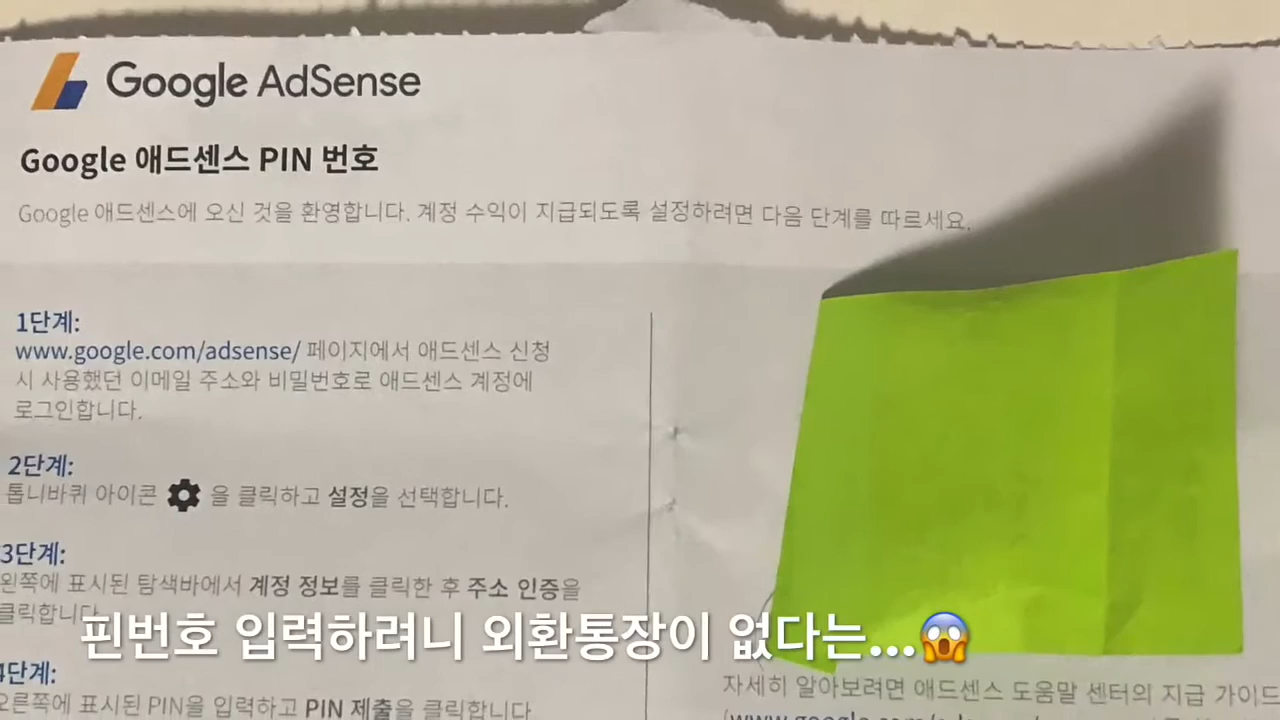 Google AdSense
Google 애드센스 PIN 번호
Google 애드센스에 오신 것을 환영합니다. 계정 수익이 지급되도록 설정하려면 다음 단계를 따르세요.
1단계:
www.google.com/adsense/ 페이지에서 애드센스 신청
시 사용했던 이메일 주소와 비밀번호로 애드센스 계정에
로그인합니다.
2단계:
톱니바퀴 아이콘 을 클릭하고 설정을 선택합니다.
3단계:
왼쪽에 표시된 탐색바에서 계정 정보를 클릭한 후 주소 인증을
클릭합니다
핀번호 입력하려니 외환통장이 없다는...😱
4단계:
오른쪽에 표시된 PIN을 입력하고 PIN 제출을 클릭합니다
자세히 알아보려면 애드센스 도움말 센터의 지급 가이드